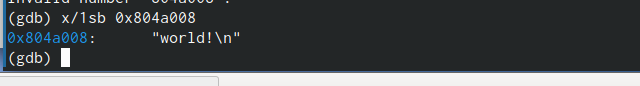 (gdb) x/1sb 0x804a008
0x804a008:      "world!\n"
(gdb)